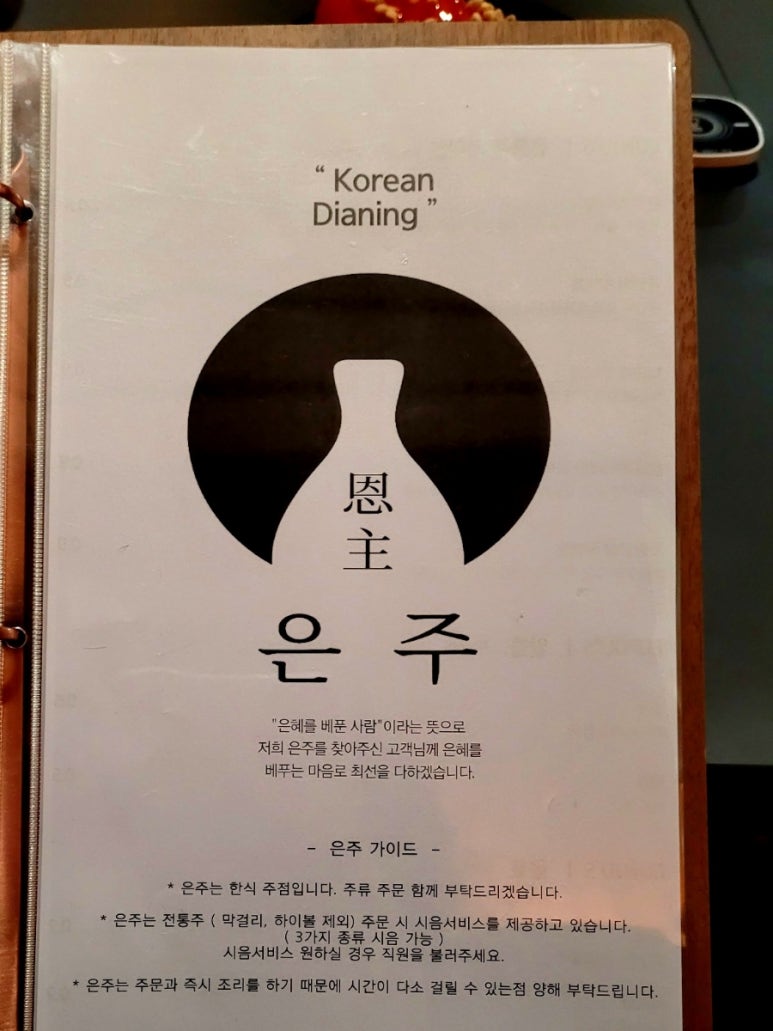 “ Korean
Dianing ”
恩
主
은 주
"은혜를 베푼 사람"이라는 뜻으로
저희 은주를 찾아주신 고객님께 은혜를
베푸는 마음로 최선을 다하겠습니다.
- 은주 가이드 -
* 은주는 한식 주점입니다. 주류 주문 함께 부탁드리겠습니다.
* 은주는 전통주 ( 막걸리, 하이볼 제외) 주문 시 시음서비스를 제공하고 있습니다.
( 3가지 종류 시음 가능 )
시음서비스 원하실 경우 직원을 불러주세요.
* 은주는 주문과 즉시 조리를 하기 때문에 시간이 다소 걸릴 수 있는점 양해 부탁드립니다.